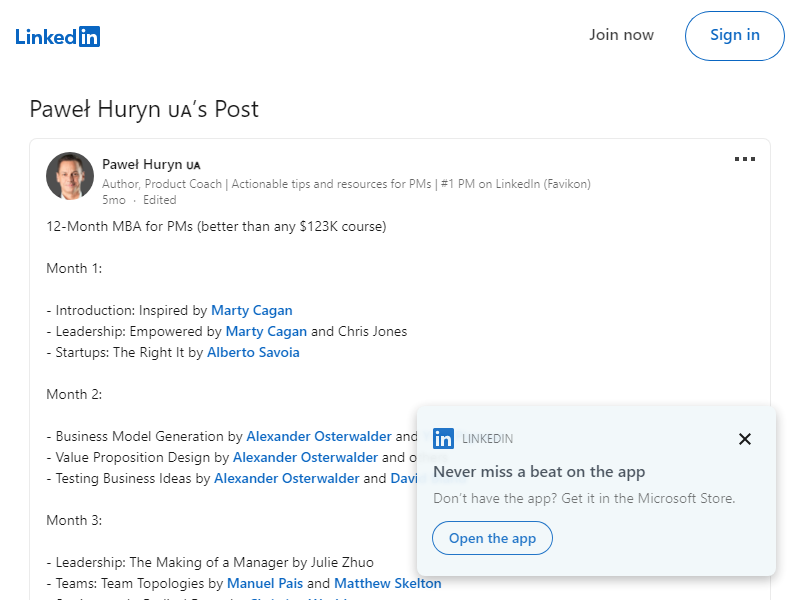 LinkedIn
Join now
Sign in
Paweł Huryn ᴜᴀ’s Post
Paweł Huryn ᴜᴀ
Author, Product Coach | Actionable tips and resources for PMs | #1 PM on LinkedIn (Favikon)
5mo · Edited
12-Month MBA for PMs (better than any $123K course)
Month 1:
- Introduction: Inspired by Marty Cagan
- Leadership: Empowered by Marty Cagan and Chris Jones
- Startups: The Right It by Alberto Savoia
Month 2:
- Business Model Generation by Alexander Osterwalder and
- Value Proposition Design by Alexander Osterwalder and
- Testing Business Ideas by Alexander Osterwalder and David
Month 3:
- Leadership: The Making of a Manager by Julie Zhuo
- Teams: Team Topologies by Manuel Pais and Matthew Skelton
in LINKEDIN
Never miss a beat on the app
Don't have the app? Get it in the Microsoft Store.
Open the app